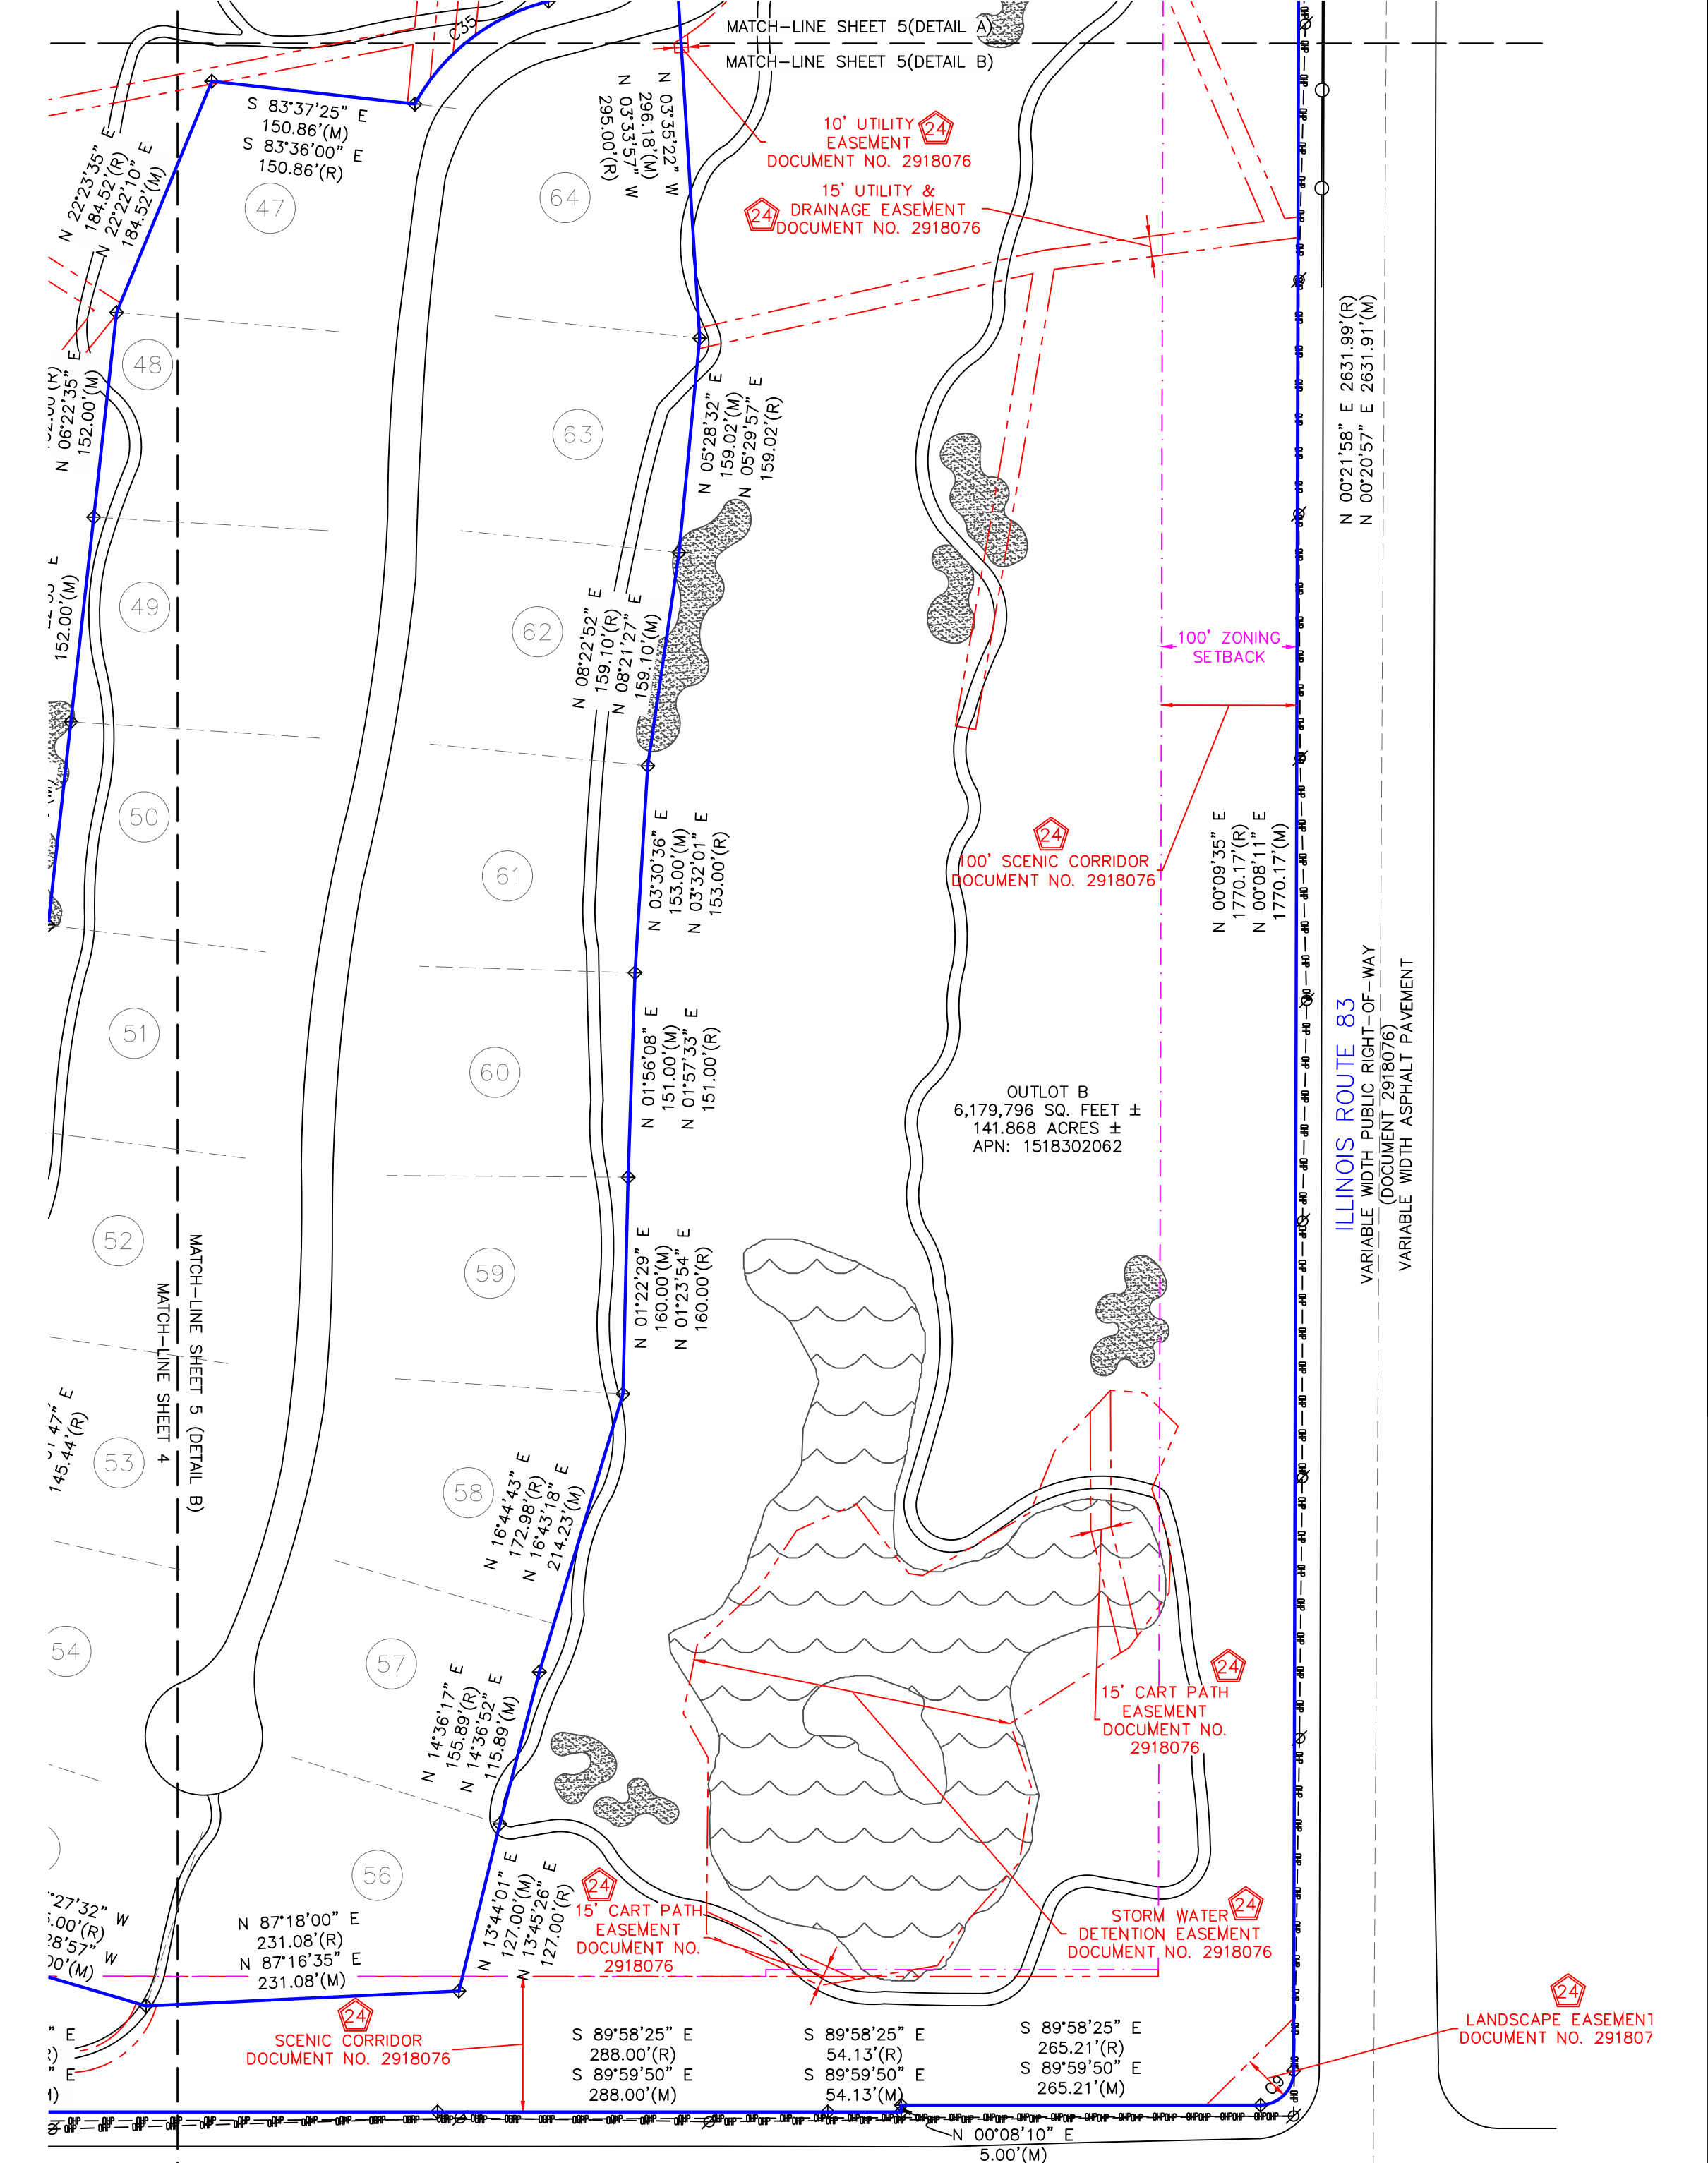 MATCH-LINE SHEET 5(DETAIL A)
MATCH-LINE SHEET 5(DETAIL B)
C35
S 83°37'25" E
150.86'(M)
S 83°36'00" E
150.86'(R)
N 22°23'35" E
184.52'(R)
N 22°22'10" E
184.52'(M)
47
64
N 03°35'22" W
296.18'(M)
N 03°33'57" W
295.00'(R)
10' UTILITY
EASEMENT
DOCUMENT NO. 2918076
24
15' UTILITY &
DRAINAGE EASEMENT
DOCUMENT NO. 2918076
24
48
N 06°22'35" E
152.00'(M)
63
N 05°28'32" E
159.02'(M)
N 05°29'57" E
159.02'(R)
N 00°21'58" E 2631.99'(R)
N 00°20'57" E 2631.91'(M)
49
152.00'(M)
62
N 08°22'52" E
159.10'(R)
N 08°21'27" E
159.10'(M)
100' ZONING
SETBACK
50
61
N 03°30'36" E
153.00'(M)
N 03°32'01" E
153.00'(R)
24
100' SCENIC CORRIDOR
DOCUMENT NO. 2918076
N 00°09'35" E
1770.17'(R)
N 00°08'11" E
1770.17'(M)
51
60
N 01°56'08" E
151.00'(M)
N 01°57'33" E
151.00'(R)
OUTLOT B
6,179,796 SQ. FEET ±
141.868 ACRES ±
APN: 1518302062
ILLINOIS ROUTE 83
VARIABLE WIDTH PUBLIC RIGHT-OF-WAY
(DOCUMENT 2918076)
VARIABLE WIDTH ASPHALT PAVEMENT
52
MATCH-LINE SHEET 5 (DETAIL B)
MATCH-LINE SHEET 4
59
N 01°22'29" E
160.00'(M)
N 01°23'54" E
160.00'(R)
53
47" E
145.44'(R)
58
N 16°44'43" E
172.98'(R)
N 16°43'18" E
214.23'(M)
54
57
N 14°36'17" E
155.89'(R)
N 14°36'52" E
115.89'(M)
24
15' CART PATH
EASEMENT
DOCUMENT NO.
2918076
56
N 13°44'01" E
127.00'(M)
N 13°45'26" E
127.00'(R)
24
15' CART PATH
EASEMENT
DOCUMENT NO.
2918076
24
STORM WATER
DETENTION EASEMENT
DOCUMENT NO. 2918076
27'32" W
.00'(R)
28'57" W
00'(M)
N 87°18'00" E
231.08'(R)
N 87°16'35" E
231.08'(M)
24
SCENIC CORRIDOR
DOCUMENT NO. 2918076
S 89°58'25" E
288.00'(R)
S 89°59'50" E
288.00'(M)
S 89°58'25" E
54.13'(R)
S 89°59'50" E
54.13'(M)
S 89°58'25" E
265.21'(R)
S 89°59'50" E
265.21'(M)
C9
24
LANDSCAPE EASEMENT
DOCUMENT NO. 291807
N 00°08'10" E
5.00'(M)